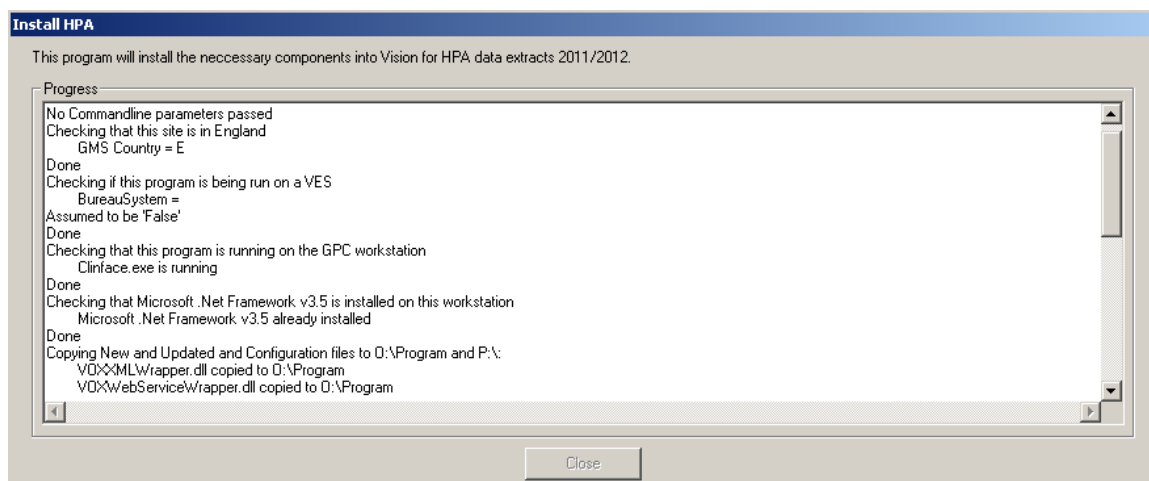 Install HPA
This program will install the neccessary components into Vision for HPA data extracts 2011/2012.
Progress
No Commandline parameters passed
Checking that this site is in England
GMS Country = E
Done
Checking if this program is being run on a VES
BureauSystem =
Assumed to be 'False'
Done
Checking that this program is running on the GPC workstation
Clinface.exe is running
Done
Checking that Microsoft .Net Framework v3.5 is installed on this workstation
Microsoft .Net Framework v3.5 already installed
Done
Copying New and Updated and Configuration files to O:\Program and P:\:
VOXXMLWrapper.dll copied to O:\Program
VOXWebServiceWrapper.dll copied to O:\Program
Close